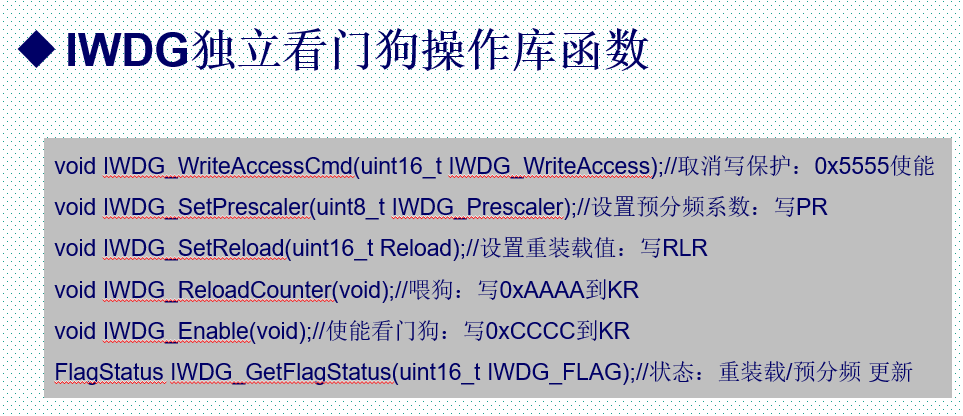 IWDG独立看门狗操作库函数
void IWDG_WriteAccessCmd(uint16_t IWDG_WriteAccess);//取消写保护：0x5555使能
void IWDG_SetPrescaler(uint8_t IWDG_Prescaler);//设置预分频系数：写PR
void IWDG_SetReload(uint16_t Reload);//设置重装载值：写RLR
void IWDG_ReloadCounter(void);//喂狗：写0xAAAA到KR
void IWDG_Enable(void);//使能看门狗：写0xCCCC到KR
FlagStatus IWDG_GetFlagStatus(uint16_t IWDG_FLAG);//状态：重装载/预分频 更新